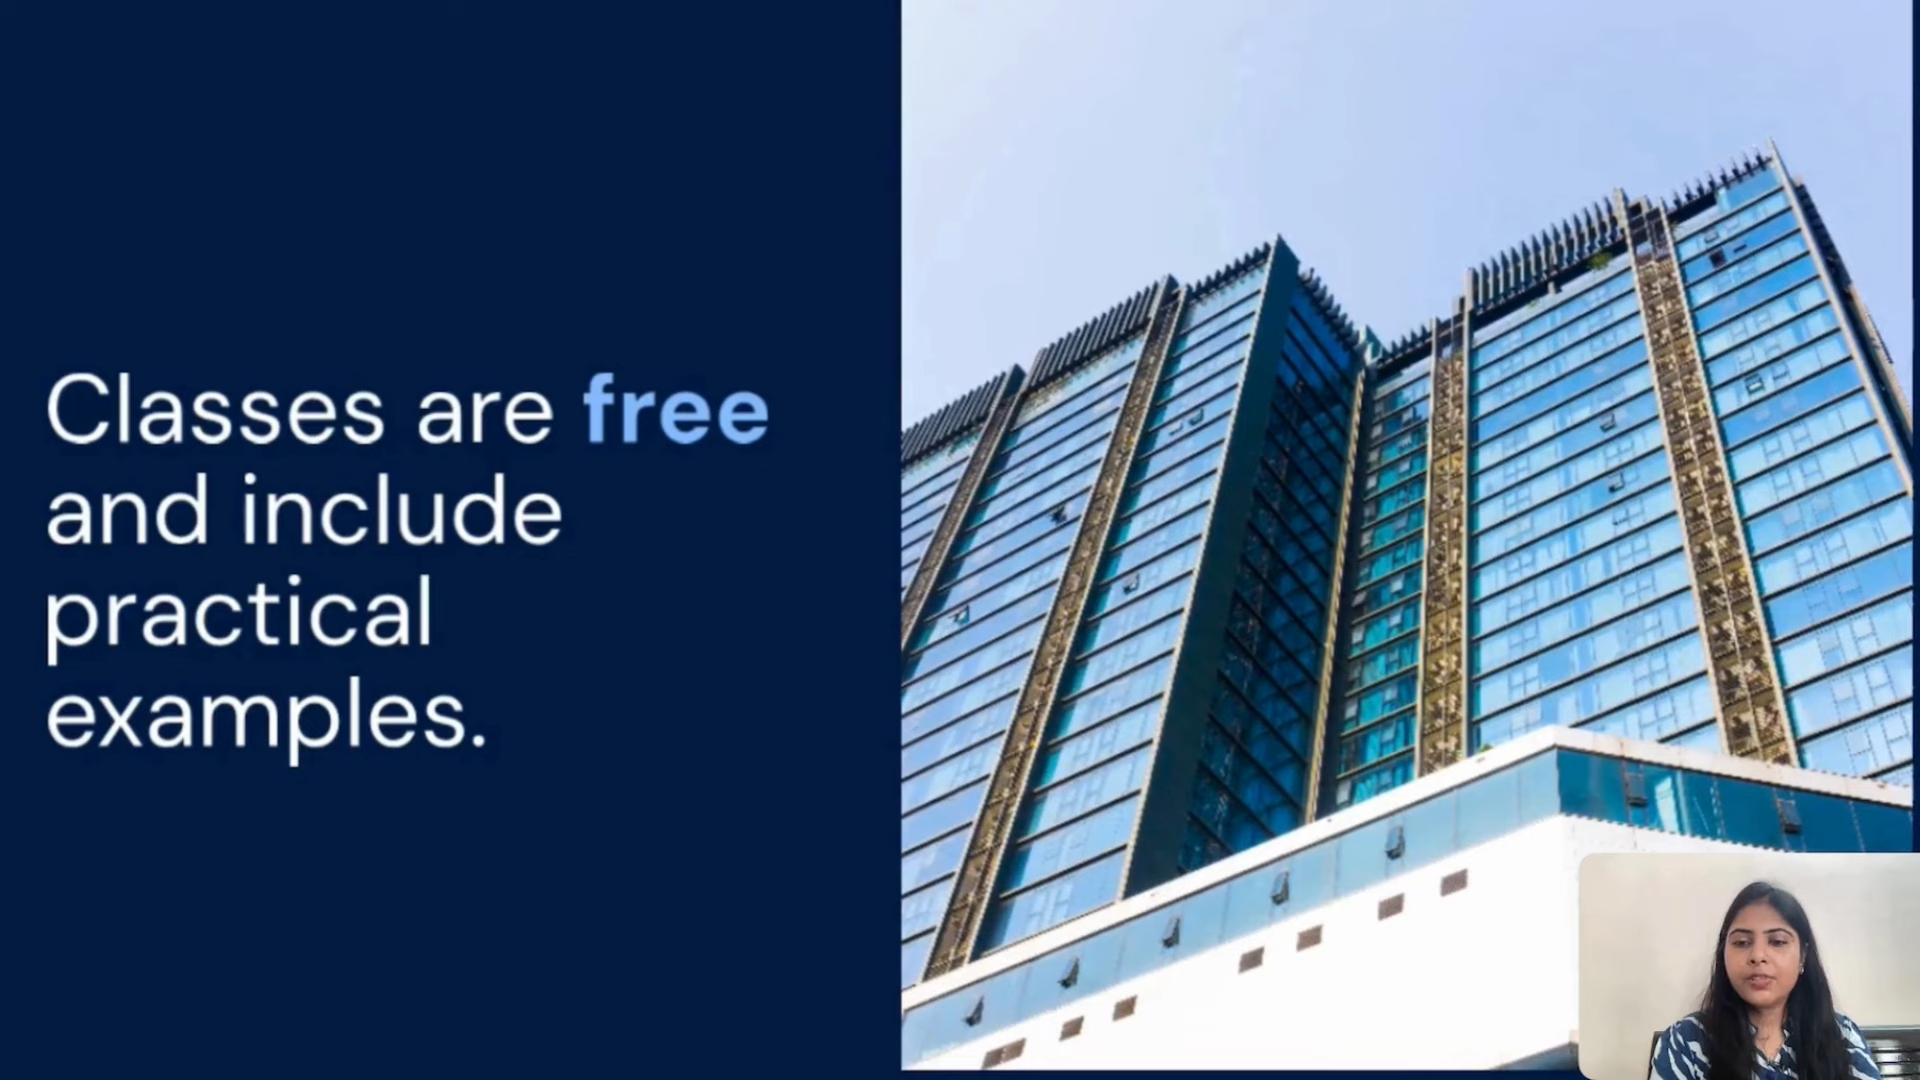 Classes are free
and include
practical
examples.